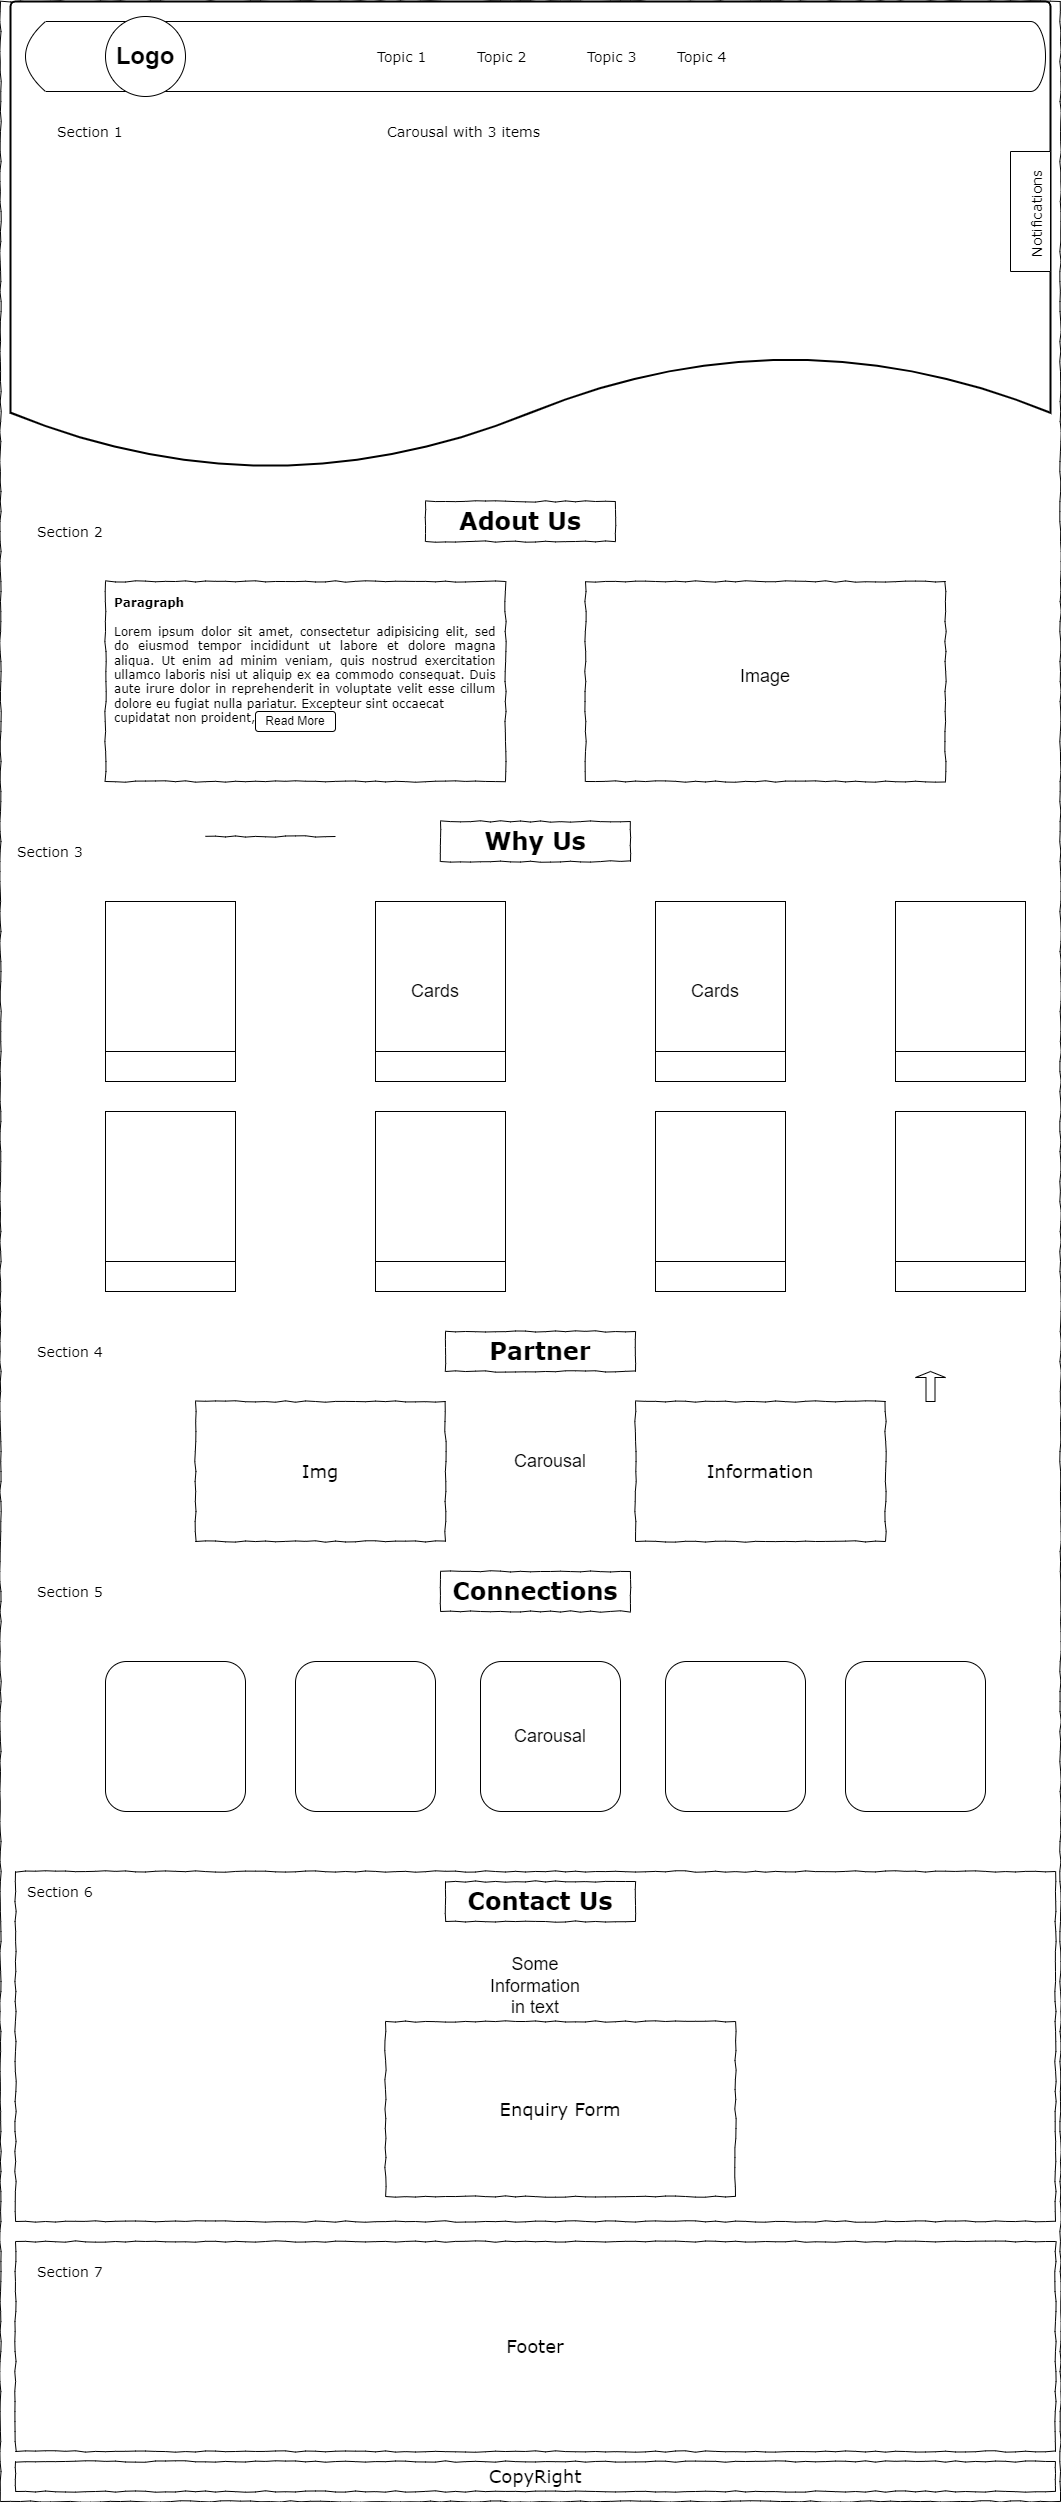 Logo
Topic 1
Topic 2
Topic 3
Topic 4
Section 1
Carousal with 3 items
Notifications
Adout Us
Section 2
Paragraph
Lorem ipsum dolor sit amet, consectetur adipisicing elit, sed
do eiusmod tempor incididunt ut labore et dolore magna
aliqua. Ut enim ad minim veniam, quis nostrud exercitation
ullamco laboris nisi ut aliquip ex ea commodo consequat. Duis
aute irure dolor in reprehenderit in voluptate velit esse cillum
dolore eu fugiat nulla pariatur. Excepteur sint occaecat
cupidatat non proident,
Read More
Image
Why Us
Section 3
Cards
Cards
Partner
Section 4
Img
Carousal
Information
Connections
Section 5
Carousal
Section 6
Contact Us
Some
Information
in text
Enquiry Form
Section 7
Footer
CopyRight